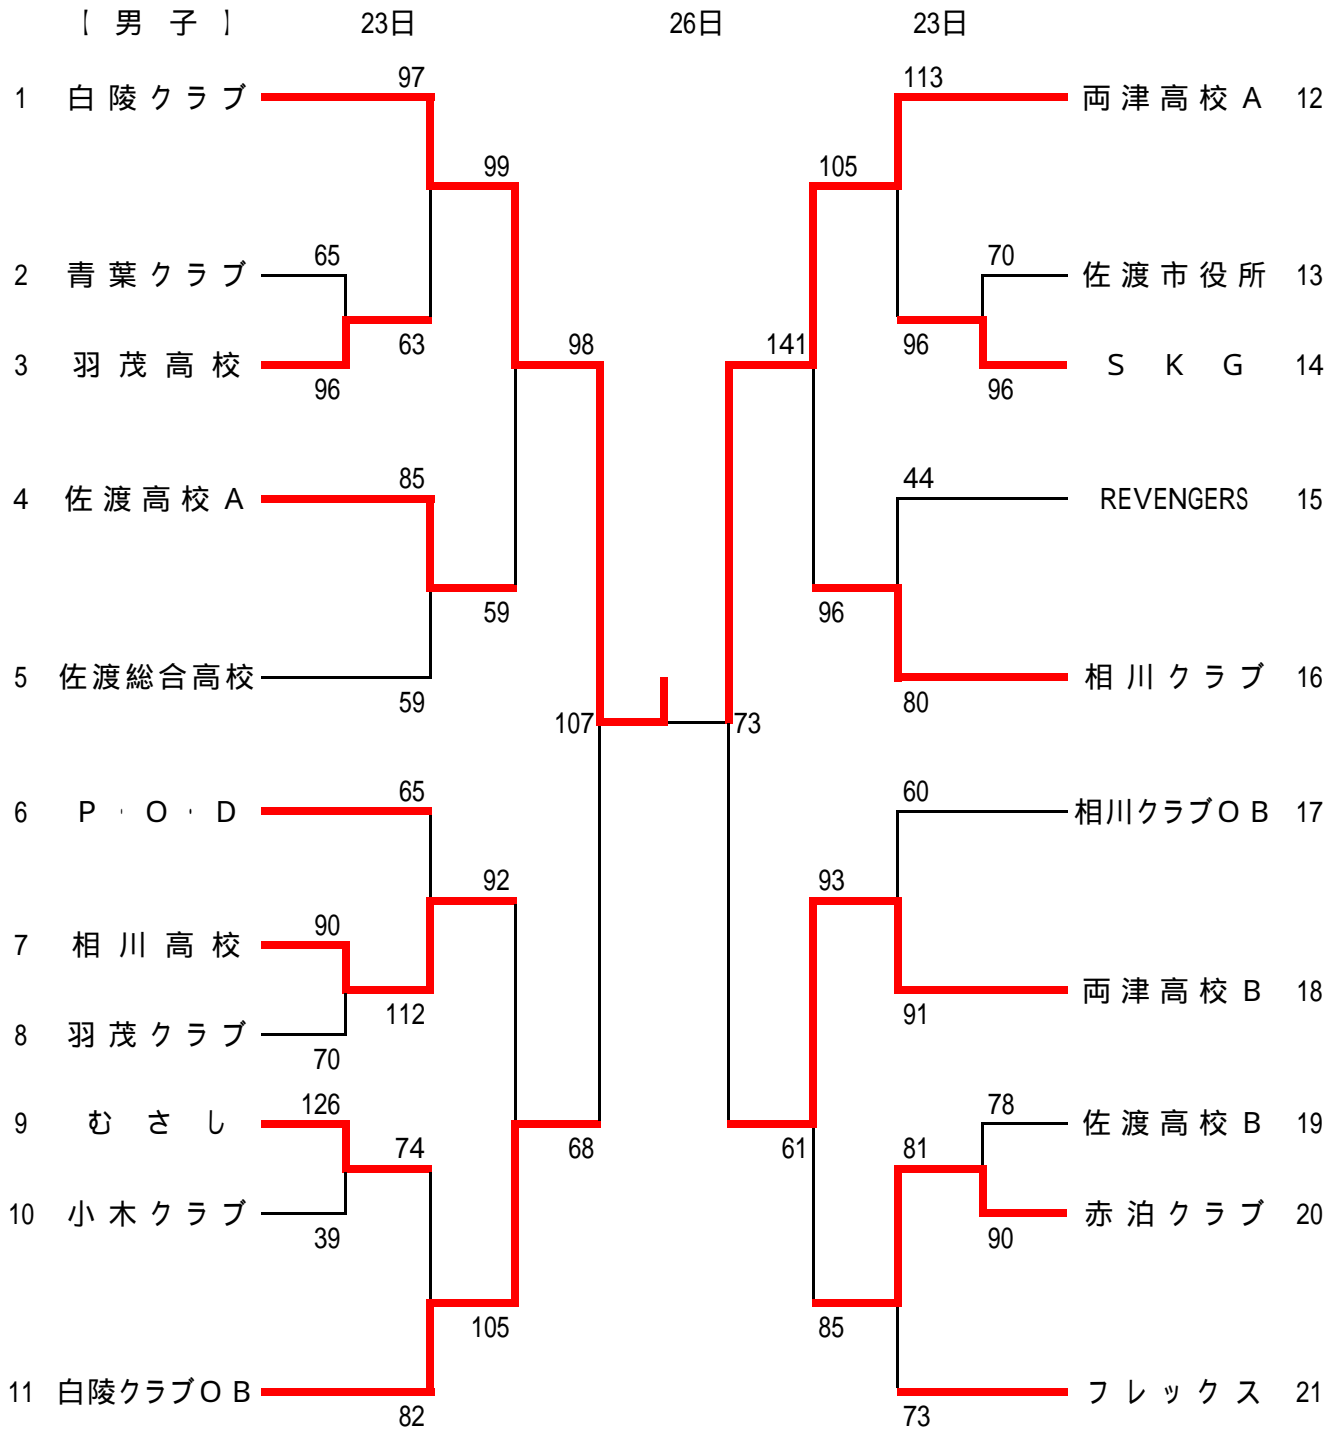 【 男 子 】 23日 26日 23日
97 113
1 白陵クラブ 両津高校A 12
99 105
65 70
2 青葉クラブ 佐渡市役所 13
63 98 141 96
3 羽茂高校 SKG 14
96 96
85 44
4 佐渡高校A REVENGERS 15
59 96
5 佐渡総合高校 相川クラブ 16
59 80
107 73
65 60
6 P・O・D 相川クラブOB 17
92 93
90
7 相川高校 両津高校B 18
112 91
8 羽茂クラブ
70
126 78
9 むさし 佐渡高校B 19
74 68 61 81
10 小木クラブ 赤泊クラブ 20
39 90
105 85
11 白陵クラブOB フレックス 21
82 73